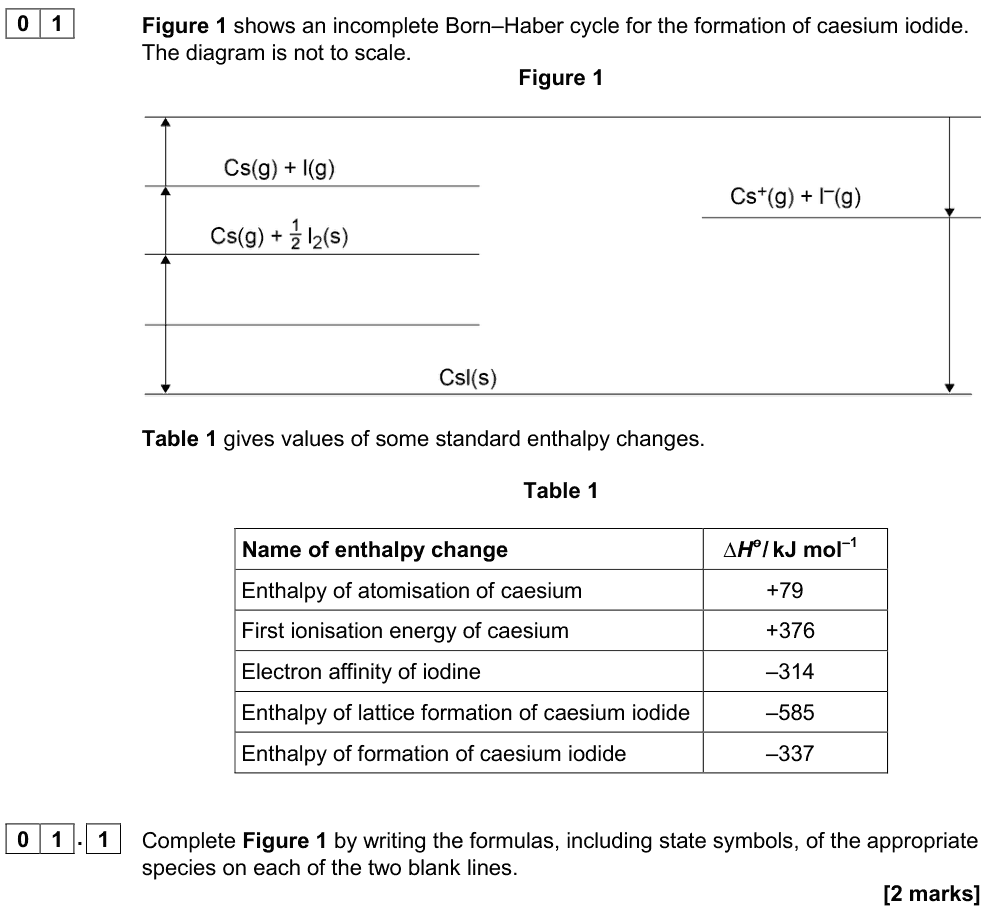 0 1
Figure 1 shows an incomplete Born–Haber cycle for the formation of caesium iodide.
The diagram is not to scale.
Figure 1
Cs(g) + I(g)
Cs⁺(g) + I⁻(g)
Cs(g) + ½ I₂(s)
CsI(s)
Table 1 gives values of some standard enthalpy changes.
Table 1
Name of enthalpy change ΔH⦵/ kJ mol⁻¹
Enthalpy of atomisation of caesium +79
First ionisation energy of caesium +376
Electron affinity of iodine –314
Enthalpy of lattice formation of caesium iodide –585
Enthalpy of formation of caesium iodide –337
0 1 . 1 Complete Figure 1 by writing the formulas, including state symbols, of the appropriate
species on each of the two blank lines.
[2 marks]